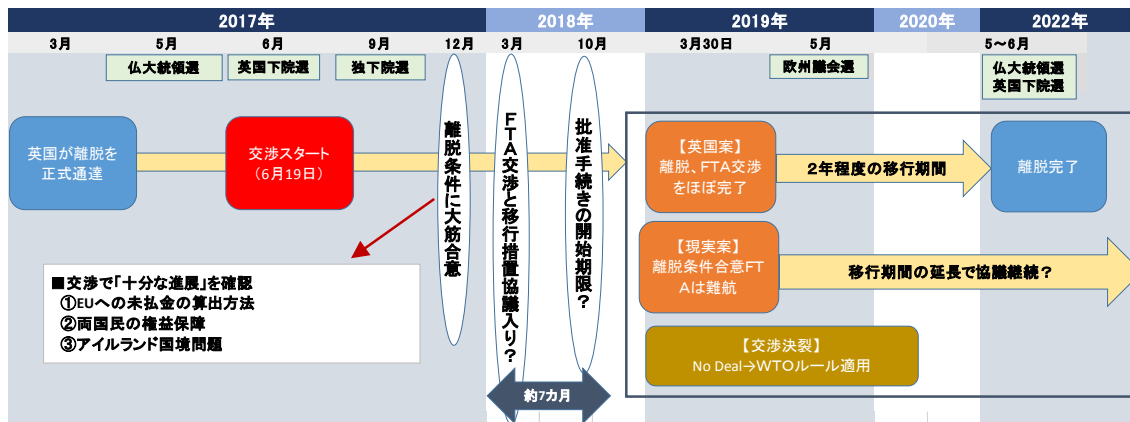 2017年
2018年
2019年
2020年
2022年
3月
5月
6月
9月
12月
3月
10月
3月30日
5月
5～6月
仏大統領選
英国下院選
独下院選
欧州議会選
仏大統領選
英国下院選
英国が離脱を
正式通達
交渉スタート
（6月19日）
離脱条件に大筋合意
FTA交渉と移行措置協議入り？
批准手続きの開始期限？
【英国案】
離脱、FTA交渉
をほぼ完了
2年程度の移行期間
離脱完了
【現実案】
離脱条件合意FT
Aは難航
移行期間の延長で協議継続？
■交渉で「十分な進展」を確認
①EUへの未払金の算出方法
②両国民の権益保障
③アイルランド国境問題
【交渉決裂】
No Deal→WTOルール適用
約7カ月